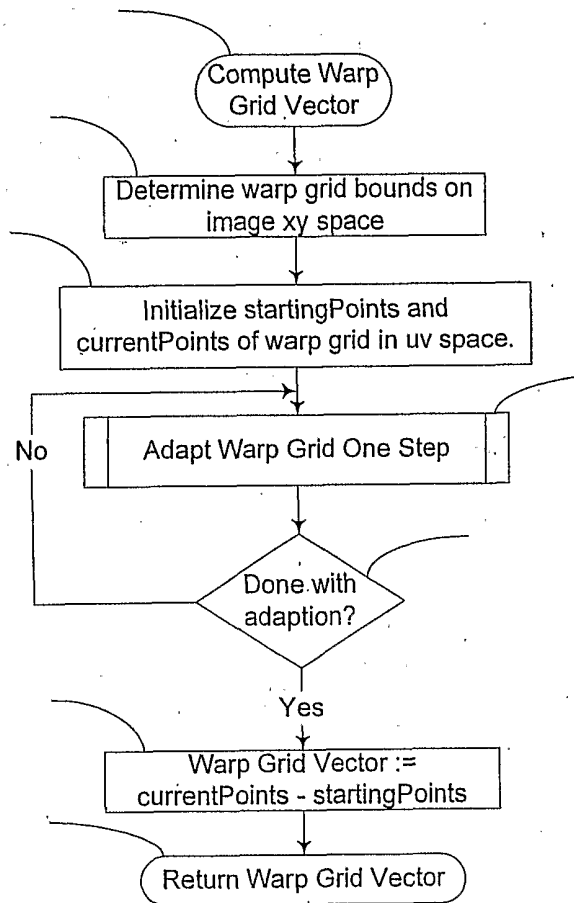 Compute Warp
Grid Vector
Determine warp grid bounds on
image xy space
Initialize startingPoints and
currentPoints of warp grid in uv space.
No
Adapt Warp Grid One Step
Done with
adaption?
Yes
Warp Grid Vector :=
currentPoints - startingPoints
Return Warp Grid Vector